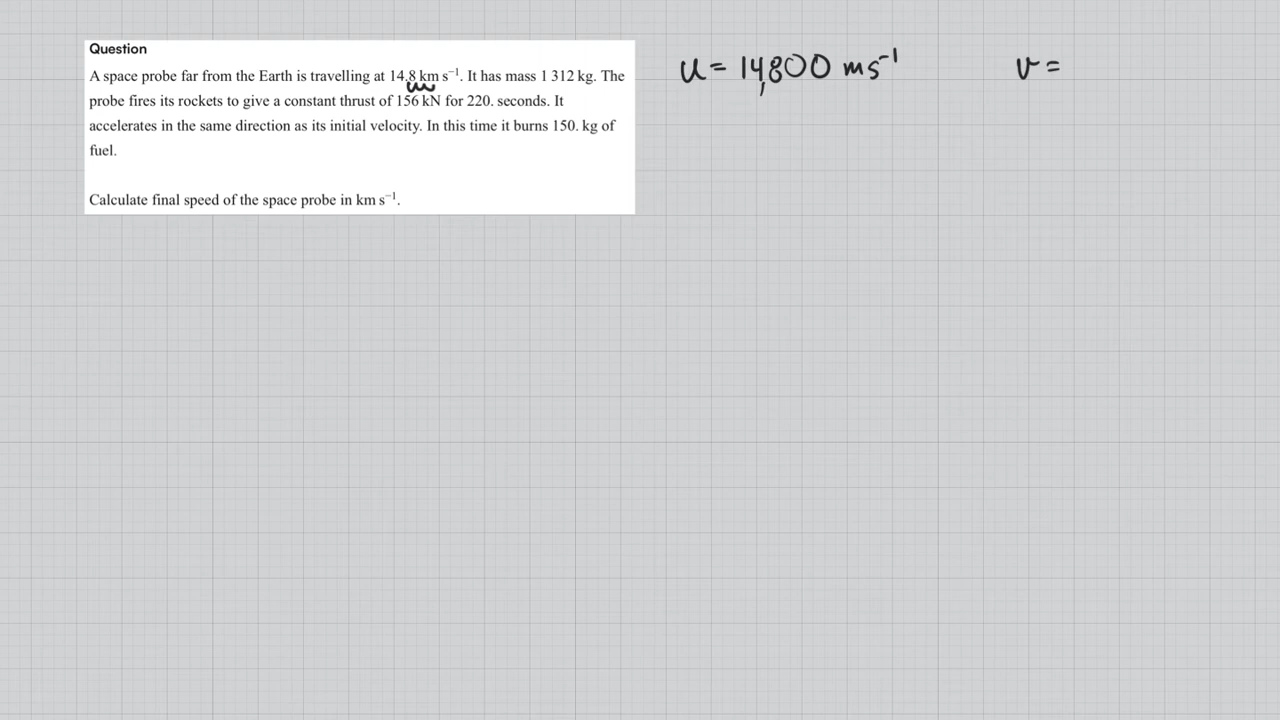 Question
A space probe far from the Earth is travelling at 14.8 km s⁻¹. It has mass 1 312 kg. The
probe fires its rockets to give a constant thrust of 156 kN for 220. seconds. It
accelerates in the same direction as its initial velocity. In this time it burns 150. kg of
fuel.
Calculate final speed of the space probe in km s⁻¹.
u = 14,800 ms⁻¹
v =